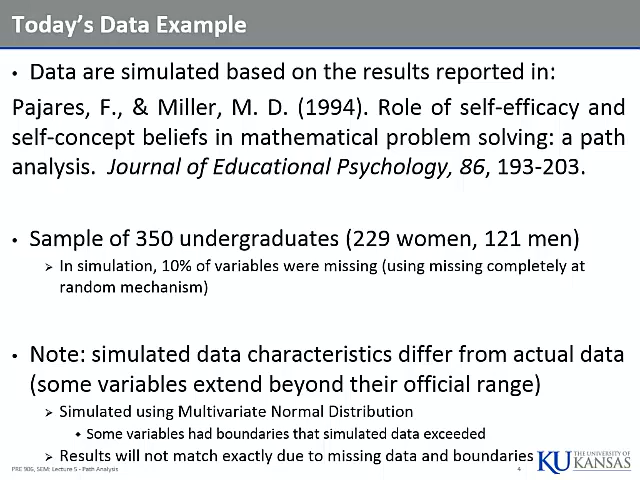 Today's Data Example
• Data are simulated based on the results reported in:
Pajares, F., & Miller, M. D. (1994). Role of self-efficacy and
self-concept beliefs in mathematical problem solving: a path
analysis. Journal of Educational Psychology, 86, 193-203.
• Sample of 350 undergraduates (229 women, 121 men)
➢ In simulation, 10% of variables were missing (using missing completely at
random mechanism)
• Note: simulated data characteristics differ from actual data
(some variables extend beyond their official range)
➢ Simulated using Multivariate Normal Distribution
◆ Some variables had boundaries that simulated data exceeded
➢ Results will not match exactly due to missing data and boundaries
PRE 906, SEM: Lecture 5 - Path Analysis
4
KU THE UNIVERSITY OF
KANSAS